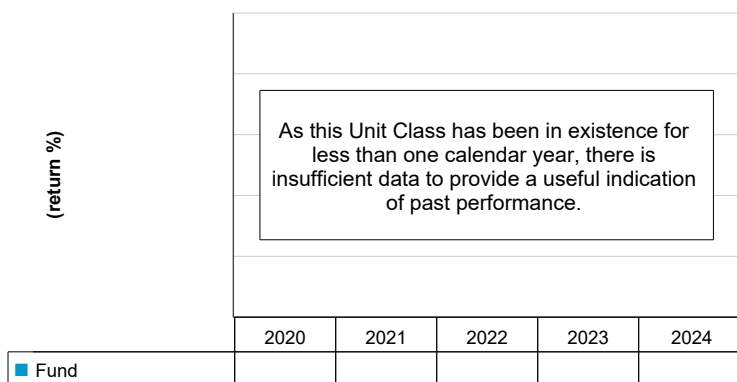 (return %)
As this Unit Class has been in existence for
less than one calendar year, there is
insufficient data to provide a useful indication
of past performance.
2020 2021 2022 2023 2024
Fund